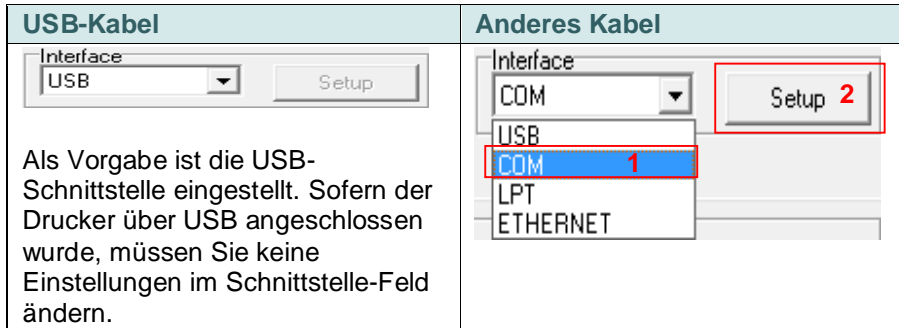 USB-Kabel
Interface
USB
Setup
Als Vorgabe ist die USB-
Schnittstelle eingestellt. Sofern der
Drucker über USB angeschlossen
wurde, müssen Sie keine
Einstellungen im Schnittstelle-Feld
ändern.
Anderes Kabel
Interface
COM
Setup 2
USB
COM 1
LPT
ETHERNET